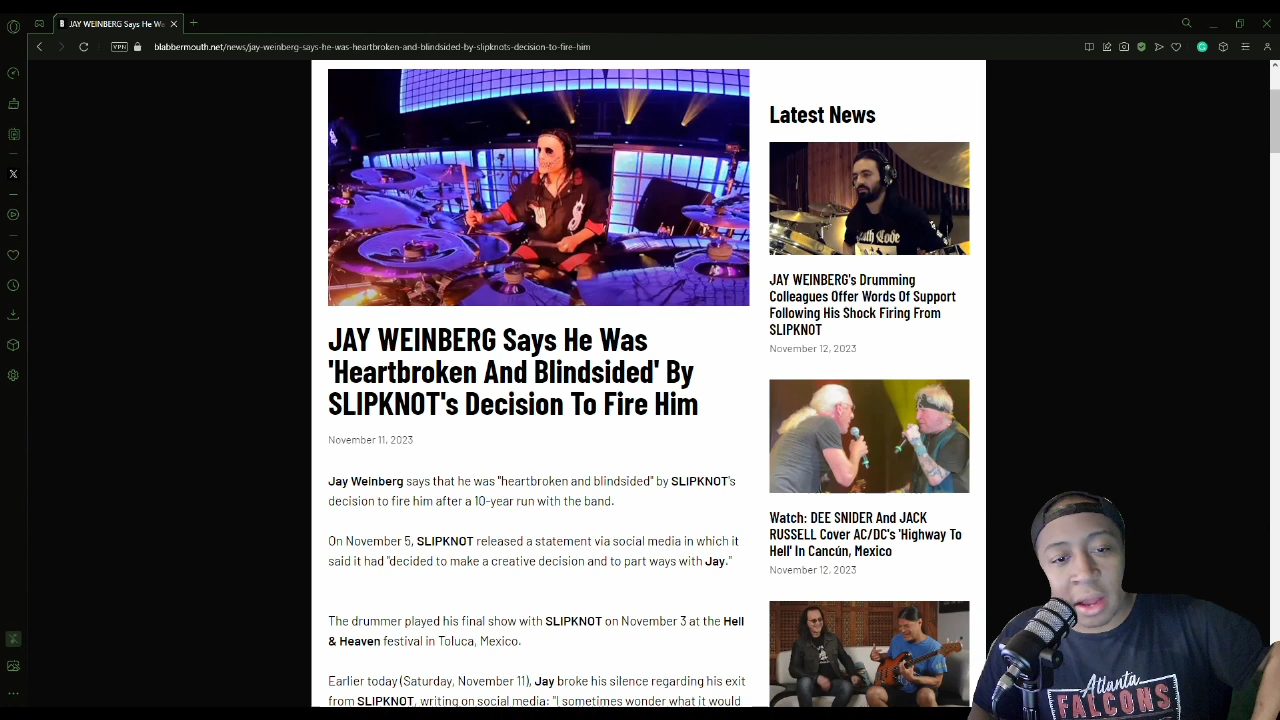 JAY WEINBERG Says He Wa
VPN
blabbermouth.net/news/jay-weinberg-says-he-was-heartbroken-and-blindsided-by-slipknots-decision-to-fire-him
JAY WEINBERG Says He Was
'Heartbroken And Blindsided' By
SLIPKNOT's Decision To Fire Him
November 11, 2023
Jay Weinberg says that he was "heartbroken and blindsided" by SLIPKNOT's
decision to fire him after a 10-year run with the band.
On November 5, SLIPKNOT released a statement via social media in which it
said it had "decided to make a creative decision and to part ways with Jay."
The drummer played his final show with SLIPKNOT on November 3 at the Hell
& Heaven festival in Toluca, Mexico.
Earlier today (Saturday, November 11), Jay broke his silence regarding his exit
from SLIPKNOT, writing on social media: "I sometimes wonder what it would
Latest News
JAY WEINBERG's Drumming
Colleagues Offer Words Of Support
Following His Shock Firing From
SLIPKNOT
November 12, 2023
Watch: DEE SNIDER And JACK
RUSSELL Cover AC/DC's 'Highway To
Hell' In Cancún, Mexico
November 12, 2023
Atlanta
FALCONS